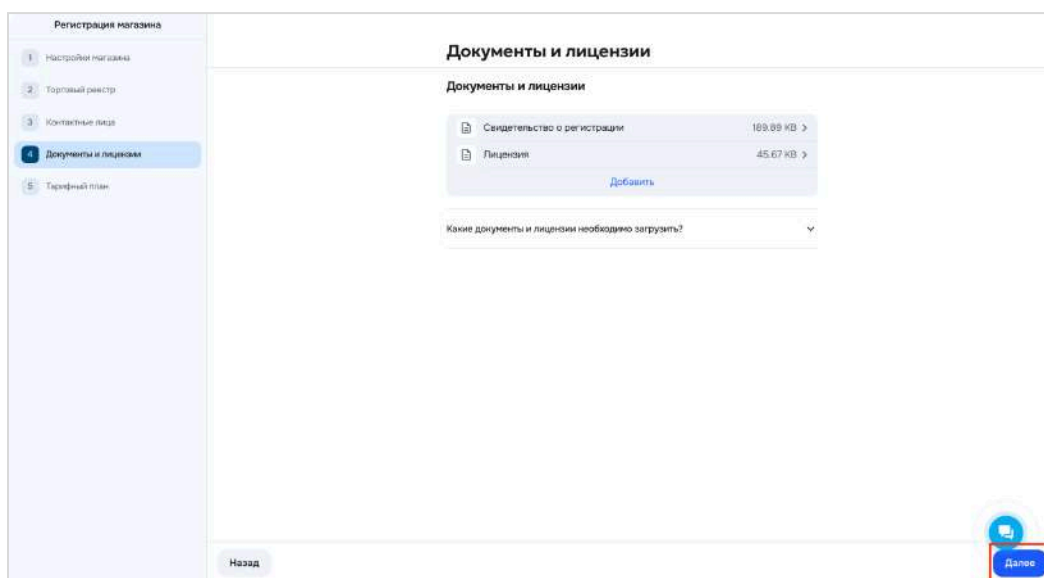 Регистрация магазина
1 Настройки магазина
2 Торговый реестр
3 Контактные лица
4 Документы и лицензии
5 Тарифный план
Документы и лицензии
Документы и лицензии
Свидетельство о регистрации 189.89 KB
Лицензия 45.67 KB
Добавить
Какие документы и лицензии необходимо загрузить?
Назад
Далее